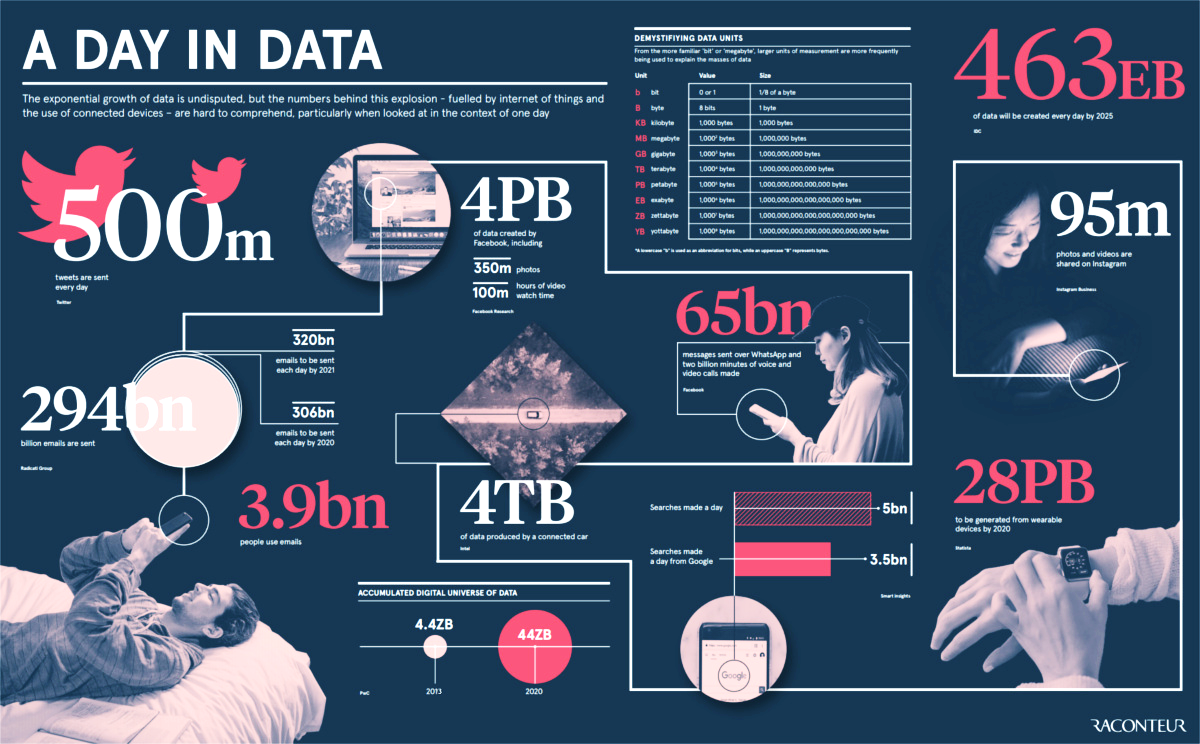 A DAY IN DATA
The exponential growth of data is undisputed, but the numbers behind this explosion - fuelled by internet of things and
the use of connected devices – are hard to comprehend, particularly when looked at in the context of one day
500m
tweets are sent
every day
Twitter
4PB
of data created by
Facebook, including
350m photos
100m hours of video
watch time
Facebook Research
DEMYSTIFYING DATA UNITS
From the more familiar 'bit' or 'megabyte', larger units of measurement are more frequently
being used to explain the masses of data
Unit Value Size
b bit 0 or 1 1/8 of a byte
B byte 8 bits 1 byte
KB kilobyte 1,000 bytes 1,000 bytes
MB megabyte 1,000² bytes 1,000,000 bytes
GB gigabyte 1,000³ bytes 1,000,000,000 bytes
TB terabyte 1,000⁴ bytes 1,000,000,000,000 bytes
PB petabyte 1,000⁵ bytes 1,000,000,000,000,000 bytes
EB exabyte 1,000⁶ bytes 1,000,000,000,000,000,000 bytes
ZB zettabyte 1,000⁷ bytes 1,000,000,000,000,000,000,000 bytes
YB yottabyte 1,000⁸ bytes 1,000,000,000,000,000,000,000,000 bytes
*A lowercase "b" is used as an abbreviation for bits, while an uppercase "B" represents bytes.
463EB
of data will be created every day by 2025
IDC
95m
photos and videos are
shared on Instagram
Instagram Business
320bn
emails to be sent
each day by 2021
306bn
emails to be sent
each day by 2020
294bn
billion emails are sent
Radicati Group
3.9bn
people use emails
65bn
messages sent over WhatsApp and
two billion minutes of voice and
video calls made
Facebook
4TB
of data produced by a connected car
Intel
ACCUMULATED DIGITAL UNIVERSE OF DATA
4.4ZB
44ZB
2013
2020
PwC
Searches made a day
5bn
Searches made
a day from Google
3.5bn
Smart Insights
Google
28PB
to be generated from wearable
devices by 2020
Statista
RACONTEUR